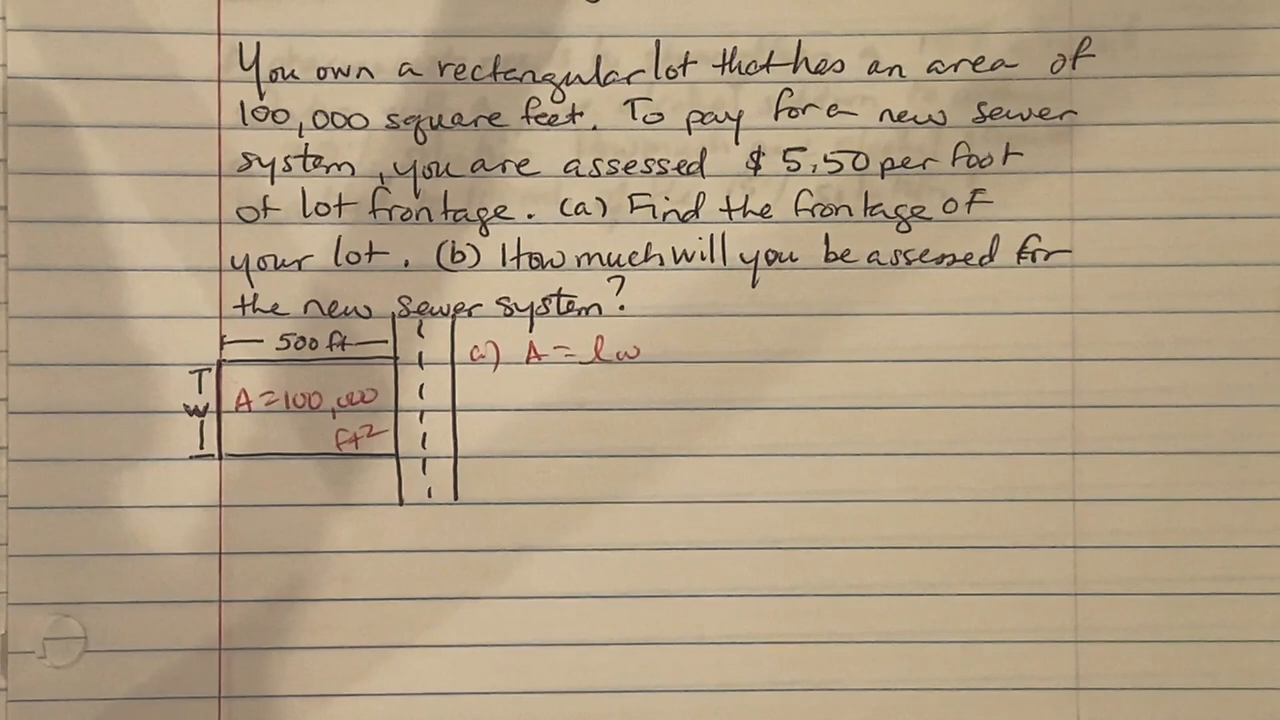 You own a rectangular lot that has an area of
100,000 square feet. To pay for a new sewer
system, you are assessed $5.50 per foot
of lot frontage. (a) Find the frontage of
your lot. (b) How much will you be assessed for
the new sewer system?
500 ft
a) A = lw
W
A = 100,000
ft²